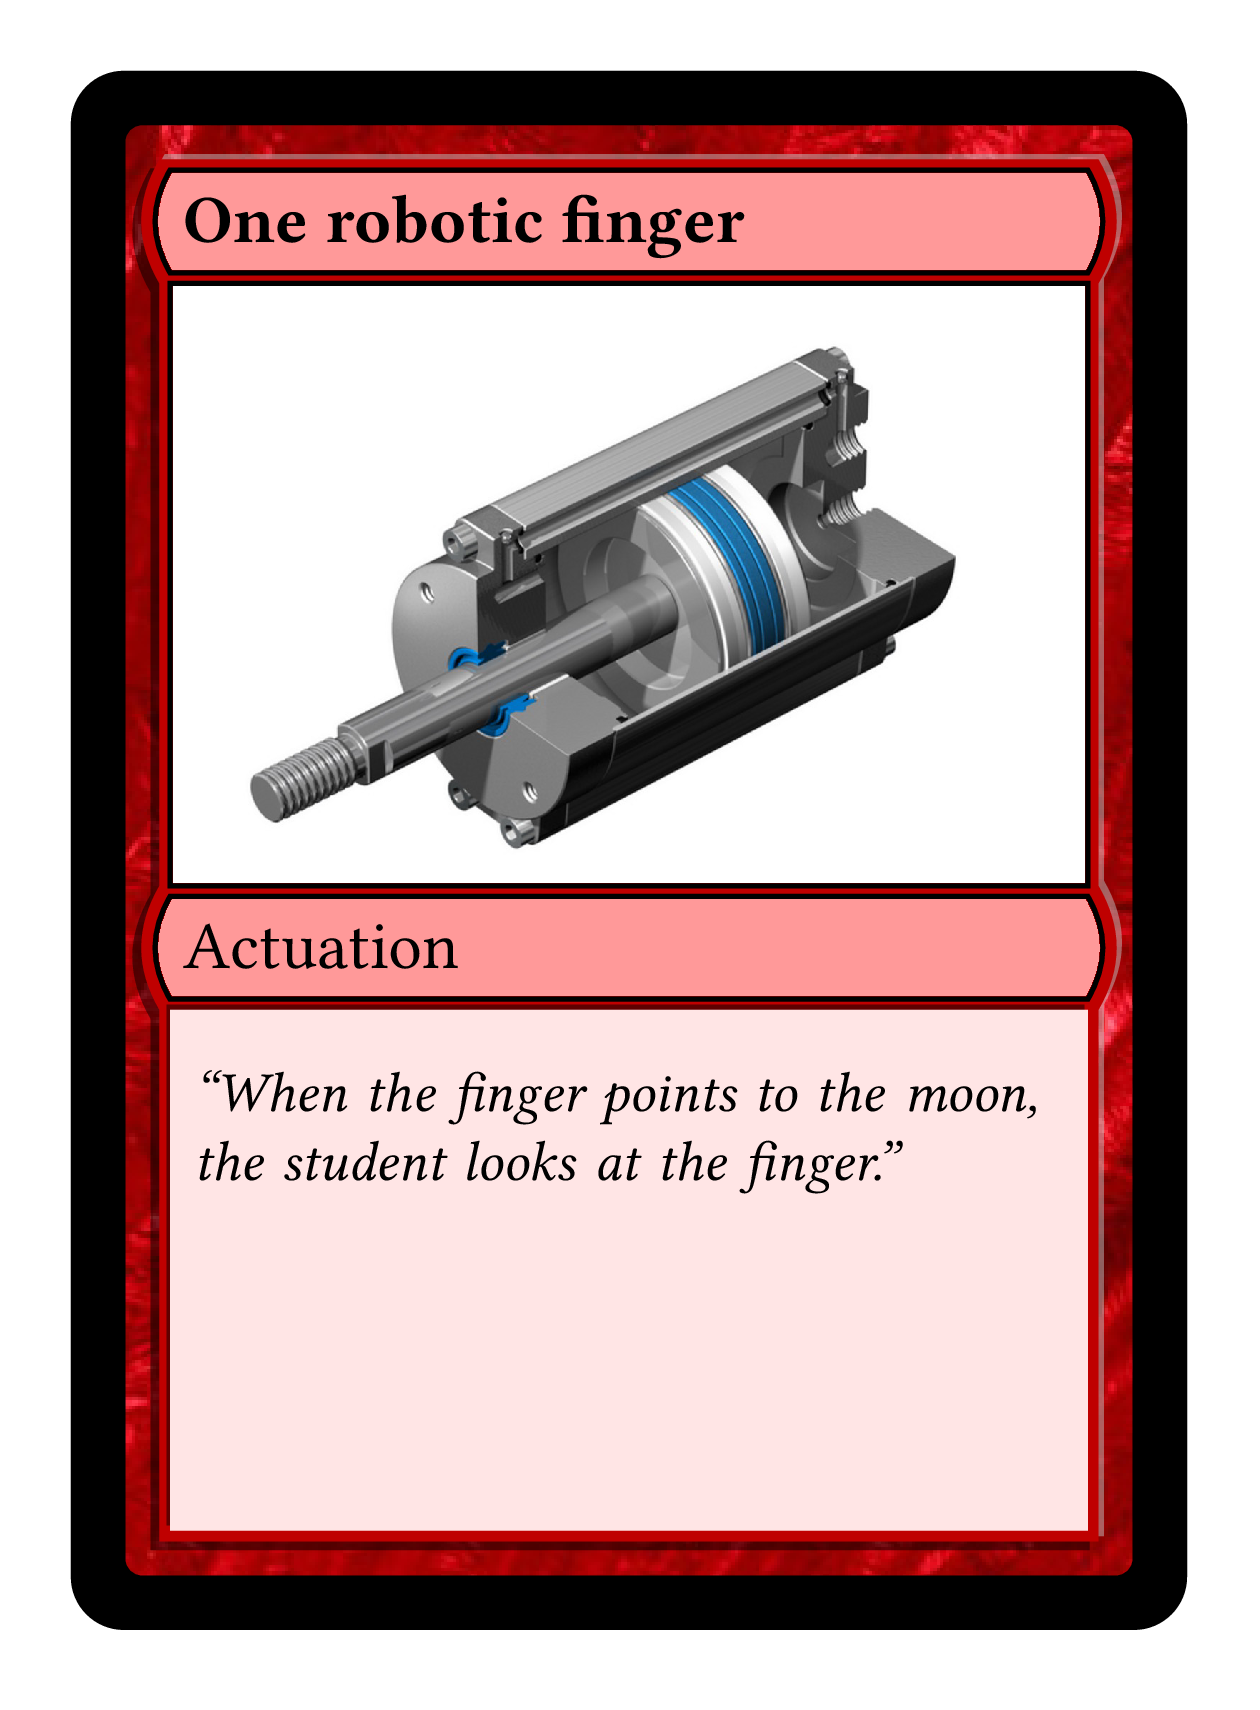 One robotic finger
Actuation
“When the finger points to the moon,
the student looks at the finger.”